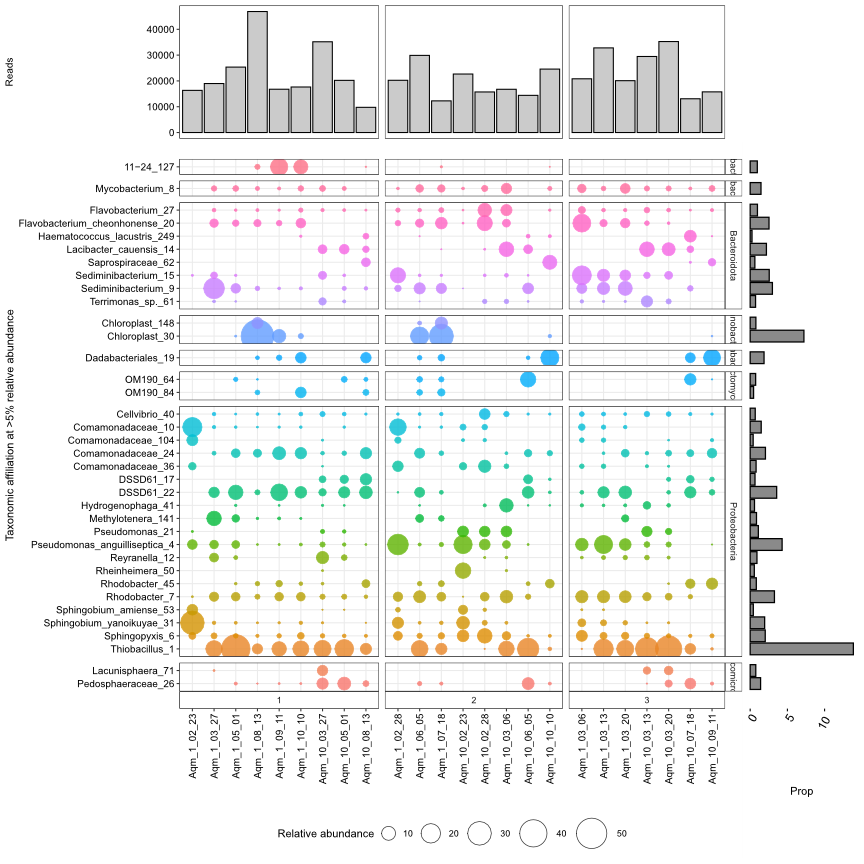 Reads
40000
30000
20000
10000
0
Taxonomic affiliation at >5% relative abundance
11−24_127
Mycobacterium_8
Flavobacterium_27
Flavobacterium_cheonhonense_20
Haematococcus_lacustris_249
Lacibacter_cauensis_14
Saprospiraceae_62
Sediminibacterium_15
Sediminibacterium_9
Terrimonas_sp._61
Bacteroidota
Chloroplast_148
Chloroplast_30
Dadabacteriales_19
OM190_64
OM190_84
Cellvibrio_40
Comamonadaceae_10
Comamonadaceae_104
Comamonadaceae_24
Comamonadaceae_36
DSSD61_17
DSSD61_22
Hydrogenophaga_41
Methylotenera_141
Pseudomonas_21
Pseudomonas_anguilliseptica_4
Reyranella_12
Rheinheimera_50
Rhodobacter_45
Rhodobacter_7
Sphingobium_amiense_53
Sphingobium_yanoikuyae_31
Sphingopyxis_6
Thiobacillus_1
Proteobacteria
Lacunisphaera_71
Pedosphaeraceae_26
1 2 3
Aqm_1_02_23
Aqm_1_03_27
Aqm_1_05_01
Aqm_1_08_13
Aqm_1_09_11
Aqm_1_10_10
Aqm_10_03_27
Aqm_10_05_01
Aqm_10_08_13
Aqm_1_02_28
Aqm_1_06_05
Aqm_1_07_18
Aqm_10_02_23
Aqm_10_02_28
Aqm_10_03_06
Aqm_10_06_05
Aqm_10_10_10
Aqm_1_03_06
Aqm_1_03_13
Aqm_1_03_20
Aqm_10_03_13
Aqm_10_03_20
Aqm_10_07_18
Aqm_10_09_11
0 5 10
Prop
Relative abundance 10 20 30 40 50